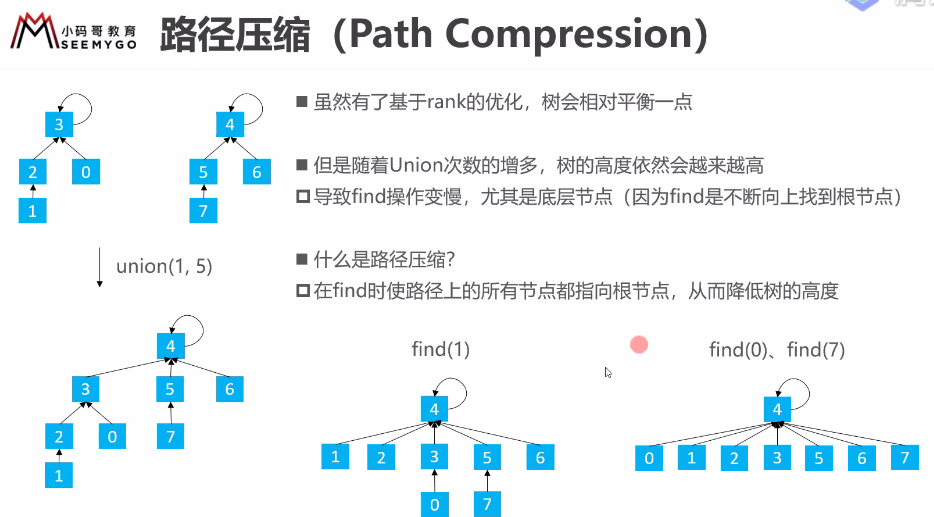 小码哥教育
SEEMYGO
路径压缩（Path Compression）
3
2 0
1
4
5 6
7
■ 虽然有了基于rank的优化，树会相对平衡一点
■ 但是随着Union次数的增多，树的高度依然会越来越高
导致find操作变慢，尤其是底层节点（因为find是不断向上找到根节点）
■ 什么是路径压缩？
在find时使路径上的所有节点都指向根节点，从而降低树的高度
union(1, 5)
4
3 5 6
2 0 7
1
find(1)
4
1 2 3 5 6
0 7
find(0)、find(7)
4
0 1 2 3 5 6 7